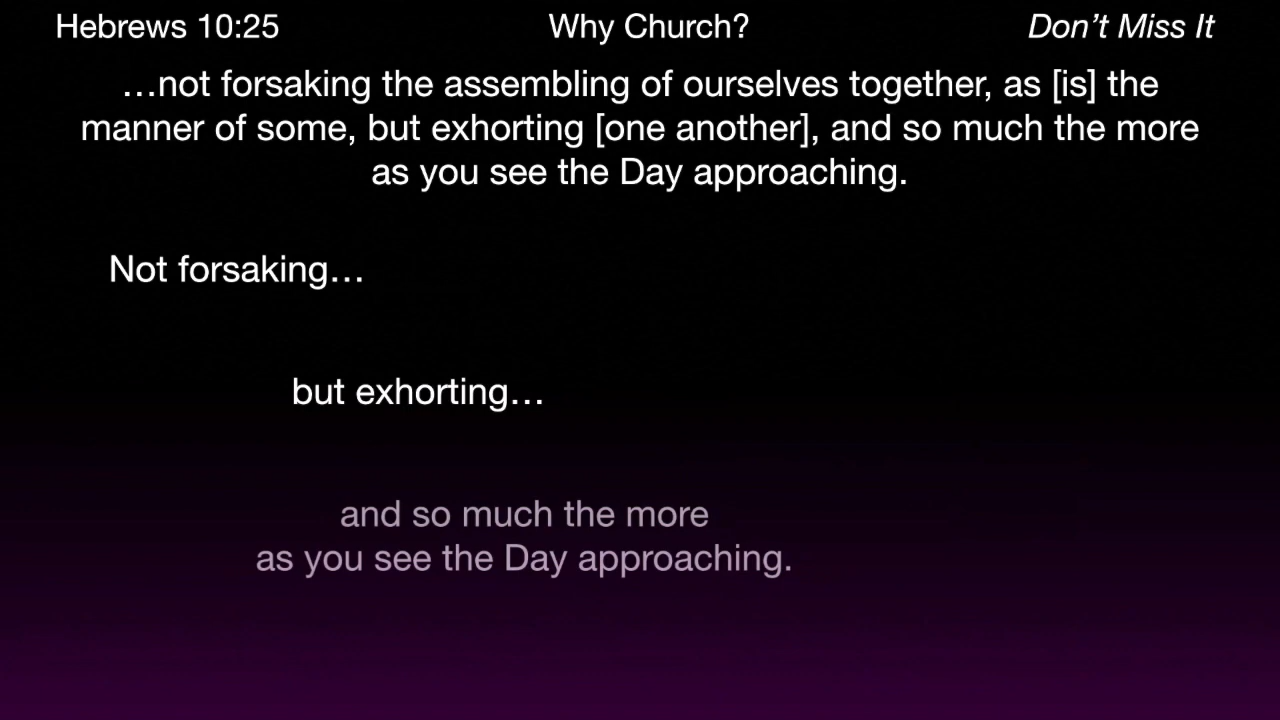 Hebrews 10:25 Why Church? Don't Miss It
…not forsaking the assembling of ourselves together, as [is] the
manner of some, but exhorting [one another], and so much the more
as you see the Day approaching.
Not forsaking…
but exhorting…
and so much the more
as you see the Day approaching.